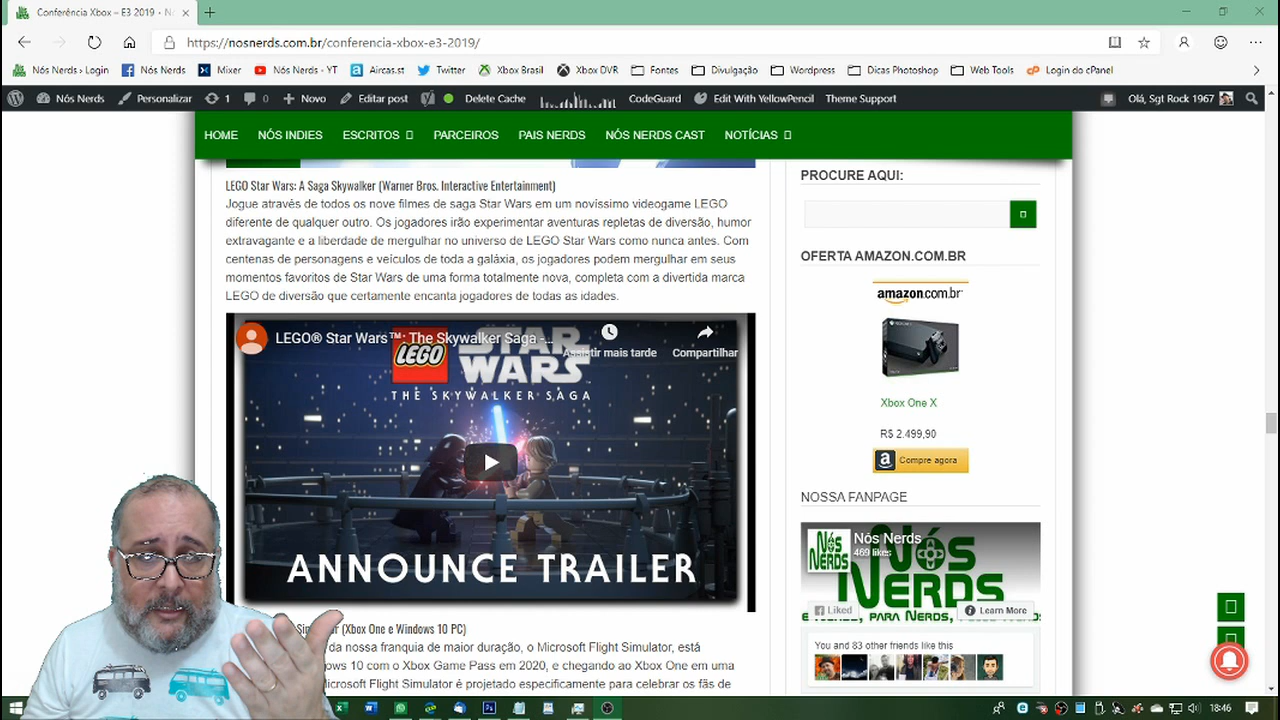 Conferência Xbox – E3 2019 • N
https://nosnerds.com.br/conferencia-xbox-e3-2019/
Nós Nerds › Login
Nós Nerds
Mixer
Nós Nerds - YT
Aircas.st
Twitter
Xbox Brasil
Xbox DVR
Fontes
Divulgação
Wordpress
Dicas Photoshop
Web Tools
Login do cPanel
Nós Nerds
Personalizar
1
0
Novo
Editar post
Delete Cache
CodeGuard
Edit With YellowPencil
Theme Support
Olá, Sgt Rock 1967
HOME
NÓS INDIES
ESCRITOS
PARCEIROS
PAIS NERDS
NÓS NERDS CAST
NOTÍCIAS
LEGO Star Wars: A Saga Skywalker (Warner Bros. Interactive Entertainment)
Jogue através de todos os nove filmes de saga Star Wars em um novíssimo videogame LEGO
diferente de qualquer outro. Os jogadores irão experimentar aventuras repletas de diversão, humor
extravagante e a liberdade de mergulhar no universo de LEGO Star Wars como nunca antes. Com
centenas de personagens e veículos de toda a galáxia, os jogadores podem mergulhar em seus
momentos favoritos de Star Wars de uma forma totalmente nova, completa com a divertida marca
LEGO de diversão que certamente encanta jogadores de todas as idades.
LEGO® Star Wars™: The Skywalker Saga -...
Assistir mais tarde
Compartilhar
LEGO
STAR
WARS
THE SKYWALKER SAGA
ANNOUNCE TRAILER
(Xbox One e Windows 10 PC)
da nossa franquia de maior duração, o Microsoft Flight Simulator, está
10 com o Xbox Game Pass em 2020, e chegando ao Xbox One em uma
Microsoft Flight Simulator é projetado especificamente para celebrar os fãs de
PROCURE AQUI:
OFERTA AMAZON.COM.BR
amazon.com.br
Xbox One X
R$ 2.499,90
Compre agora
NOSSA FANPAGE
NÓS
NERDS
Nós Nerds
469 likes
NÓS
NERDS
E NERDS, PARA NERDS,
Liked
Learn More
You and 83 other friends like this
18:46